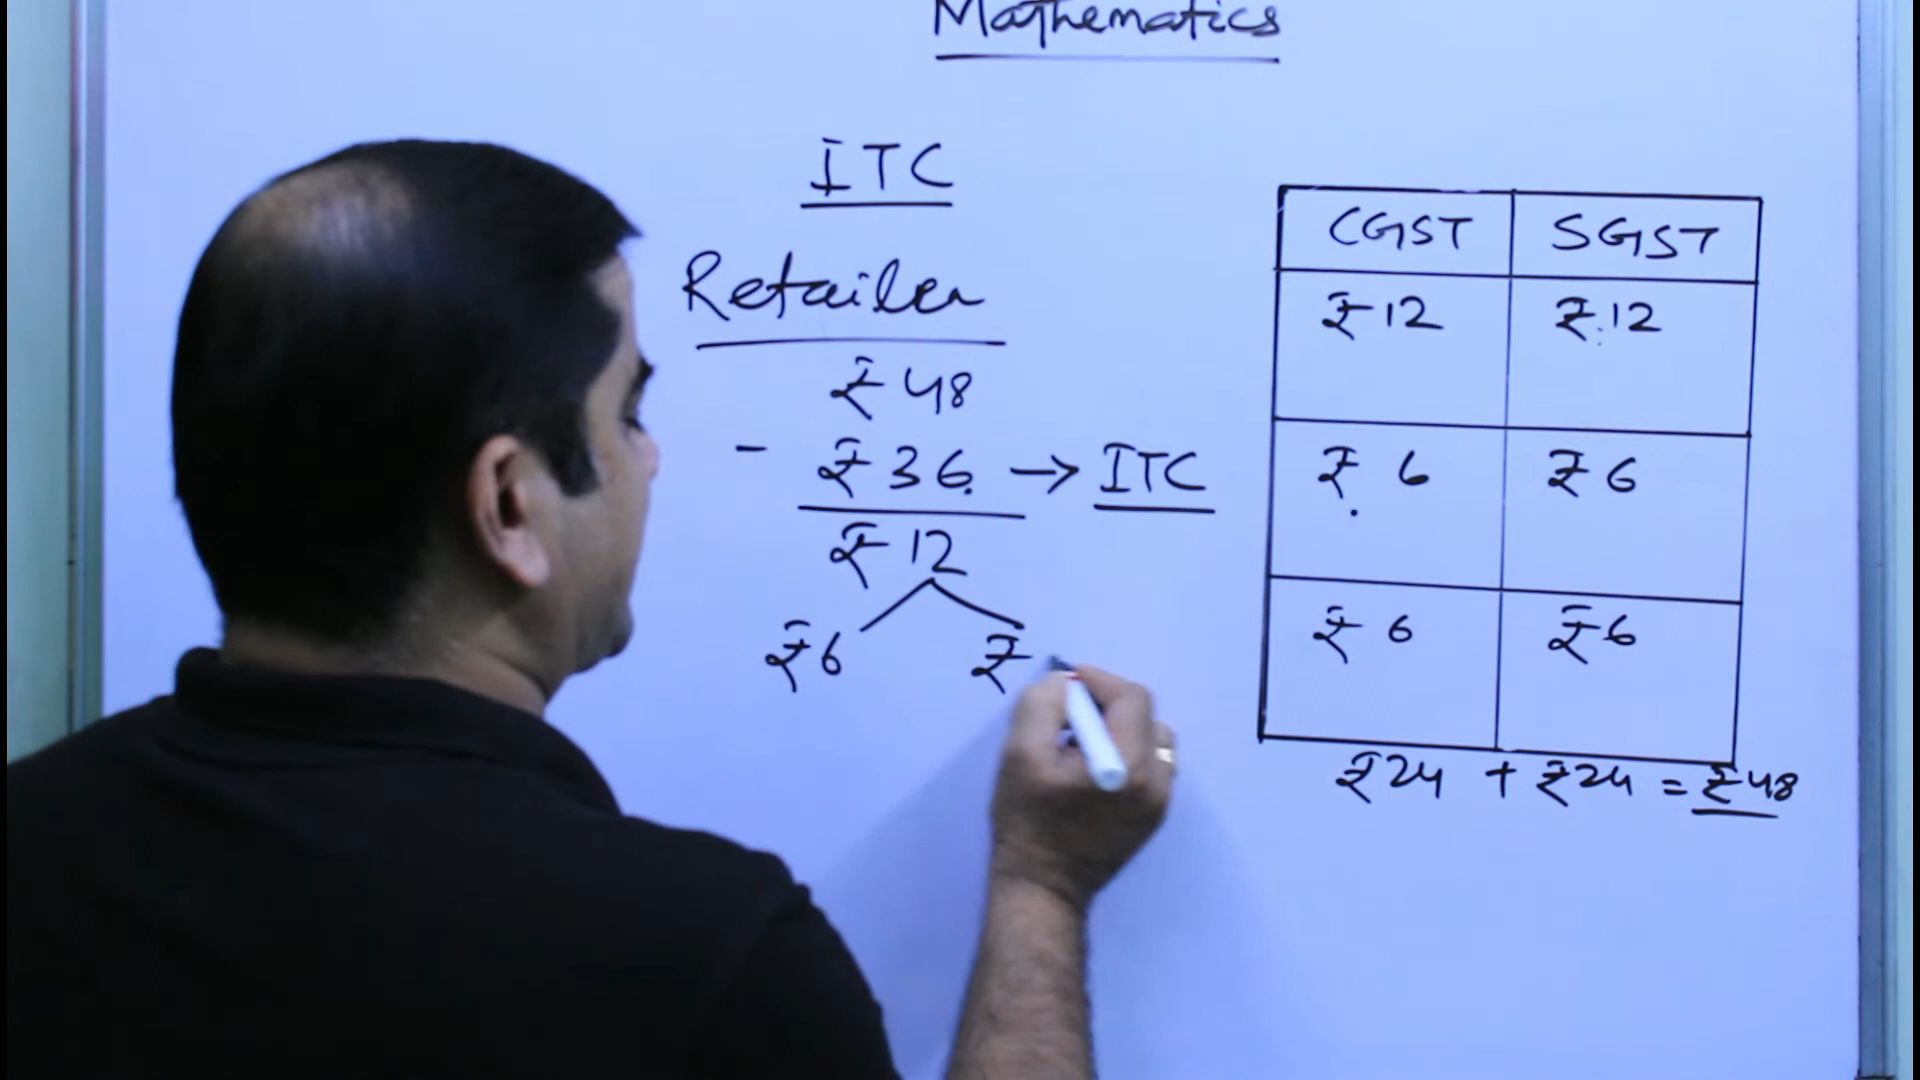 Mathematics
ITC
Retailer
₹48
- ₹36 → ITC
₹12
₹6 ₹
CGST SGST
₹12 ₹12
₹ 6 ₹6
₹ 6 ₹6
₹24 + ₹24 = ₹48